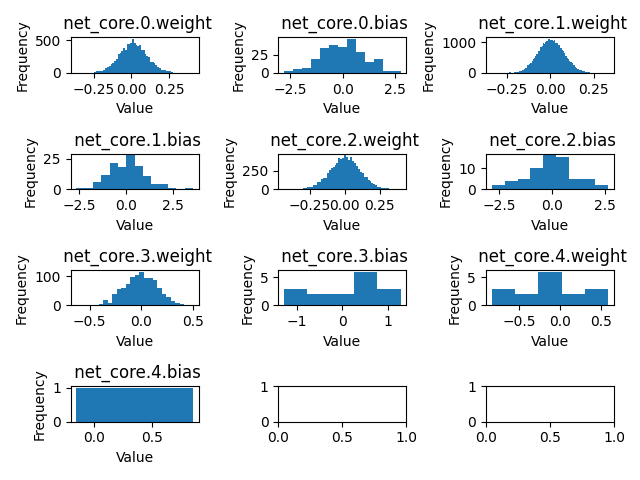 net_core.0.weight
Frequency
500
0
−0.25 0.00 0.25
Value
net_core.0.bias
Frequency
25
0
−2.5 0.0 2.5
Value
net_core.1.weight
Frequency
1000
0
−0.25 0.00 0.25
Value
net_core.1.bias
Frequency
25
0
−2.5 0.0 2.5
Value
net_core.2.weight
Frequency
250
0
−0.25 0.00 0.25
Value
net_core.2.bias
Frequency
10
0
−2.5 0.0 2.5
Value
net_core.3.weight
Frequency
100
0
−0.5 0.0 0.5
Value
net_core.3.bias
Frequency
5
0
−1 0 1
Value
net_core.4.weight
Frequency
5
0
−0.5 0.0 0.5
Value
net_core.4.bias
Frequency
1
0
0.0 0.5
Value
1
0
0.0 0.5 1.0
1
0
0.0 0.5 1.0